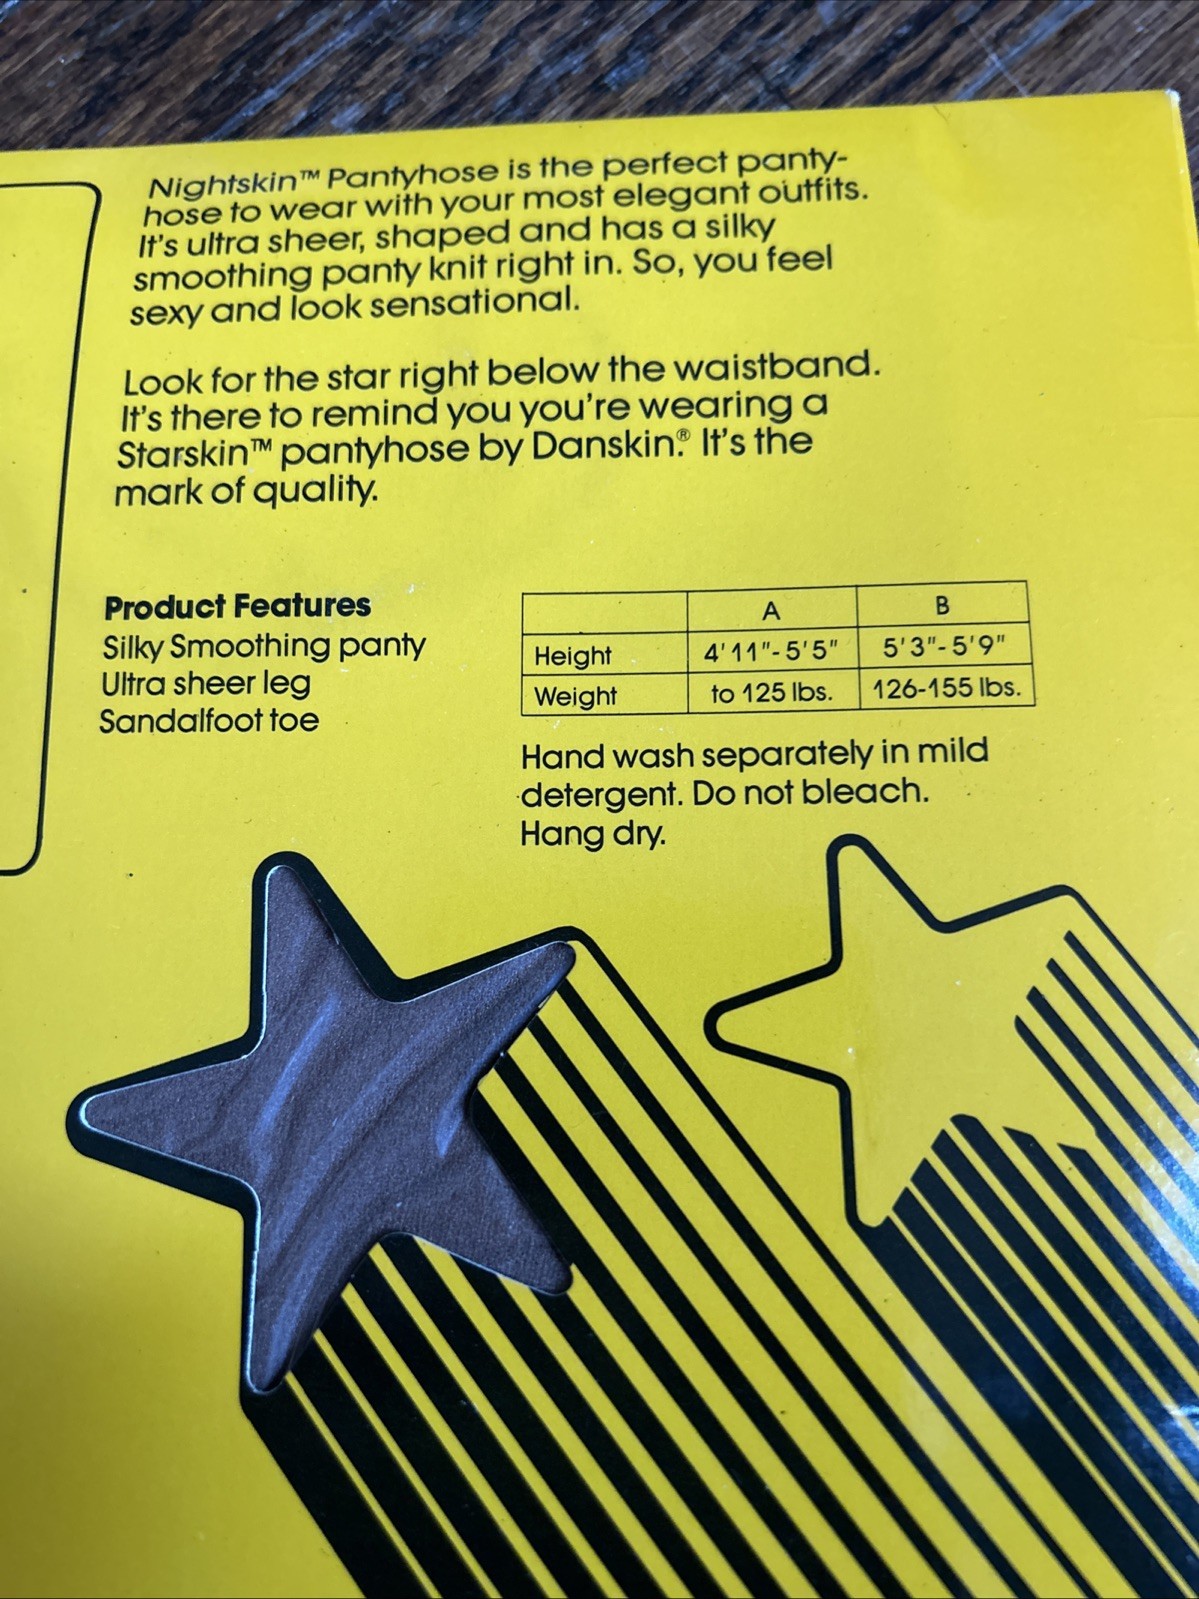 Nightskin™ Pantyhose is the perfect panty-
hose to wear with your most elegant outfits.
It's ultra sheer, shaped and has a silky
smoothing panty knit right in. So, you feel
sexy and look sensational.
Look for the star right below the waistband.
It's there to remind you you're wearing a
Starskin™ pantyhose by Danskin.® It's the
mark of quality.
Product Features
Silky Smoothing panty
Ultra sheer leg
Sandalfoot toe
A B
Height 4'11"-5'5" 5'3"-5'9"
Weight to 125 lbs. 126-155 lbs.
Hand wash separately in mild
detergent. Do not bleach.
Hang dry.